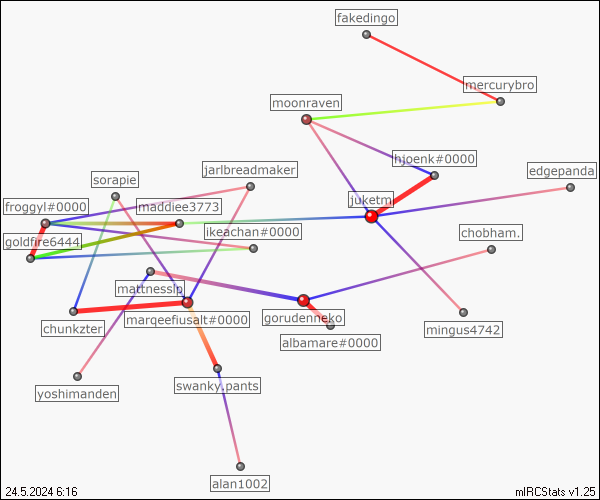 fakedingo
mercurybro
moonraven
hjoenk#0000
edgepanda
jarlbreadmaker
sorapie
juketm
froggyl#0000
maddiee3773
ikeachan#0000
chobham.
goldfire6444
mattnesslp
gorudenneko
marqeefiusalt#0000
chunkzter
mingus4742
albamare#0000
swanky.pants
yoshimanden
alan1002
24.5.2024 6:16
mIRCStats v1.25